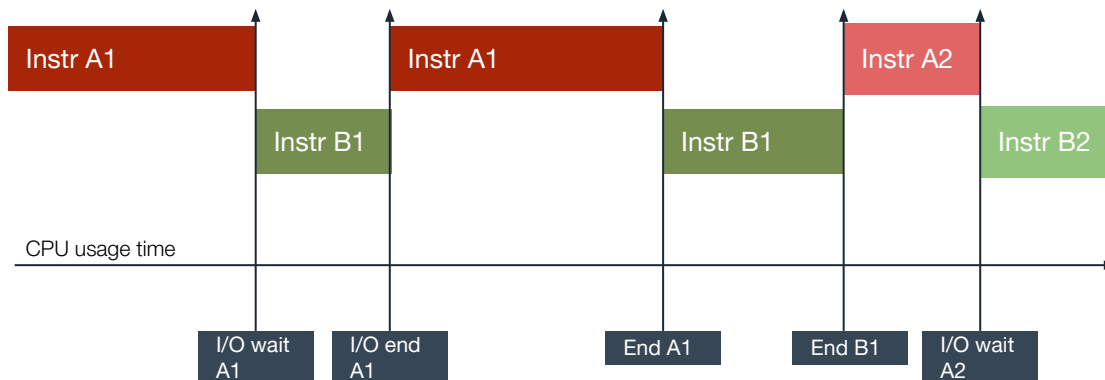 Instr A1
Instr A1
Instr A2
Instr B1
Instr B1
Instr B2
CPU usage time
I/O wait
A1
I/O end
A1
End A1
End B1
I/O wait
A2